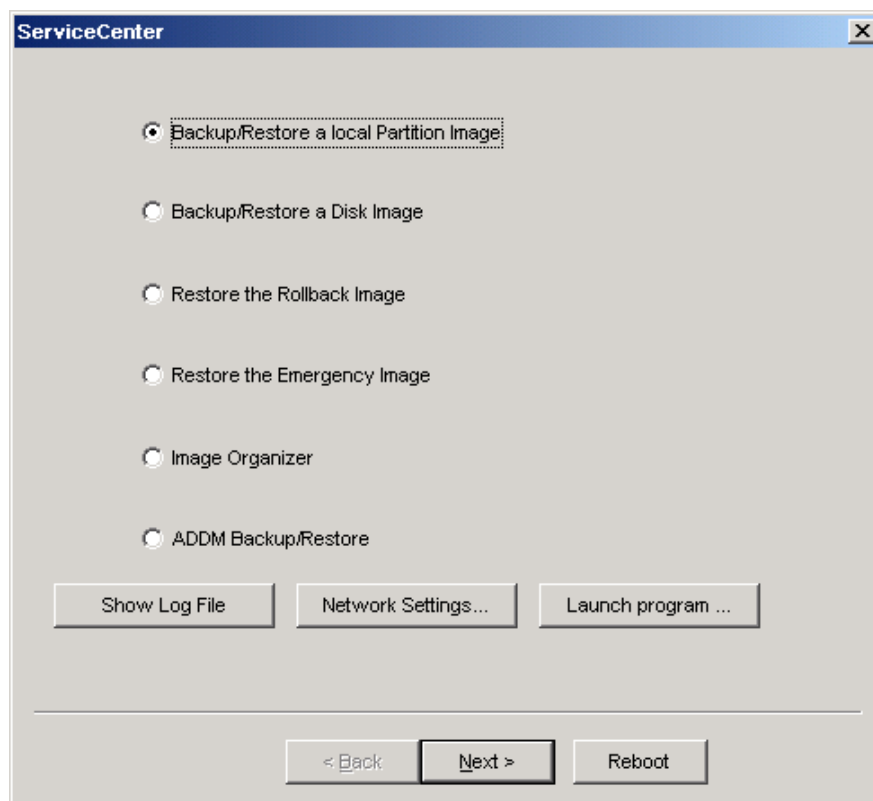 ServiceCenter
Backup/Restore a local Partition Image
Backup/Restore a Disk Image
Restore the Rollback Image
Restore the Emergency Image
Image Organizer
ADDM Backup/Restore
Show Log File
Network Settings...
Launch program ...
< Back
Next >
Reboot